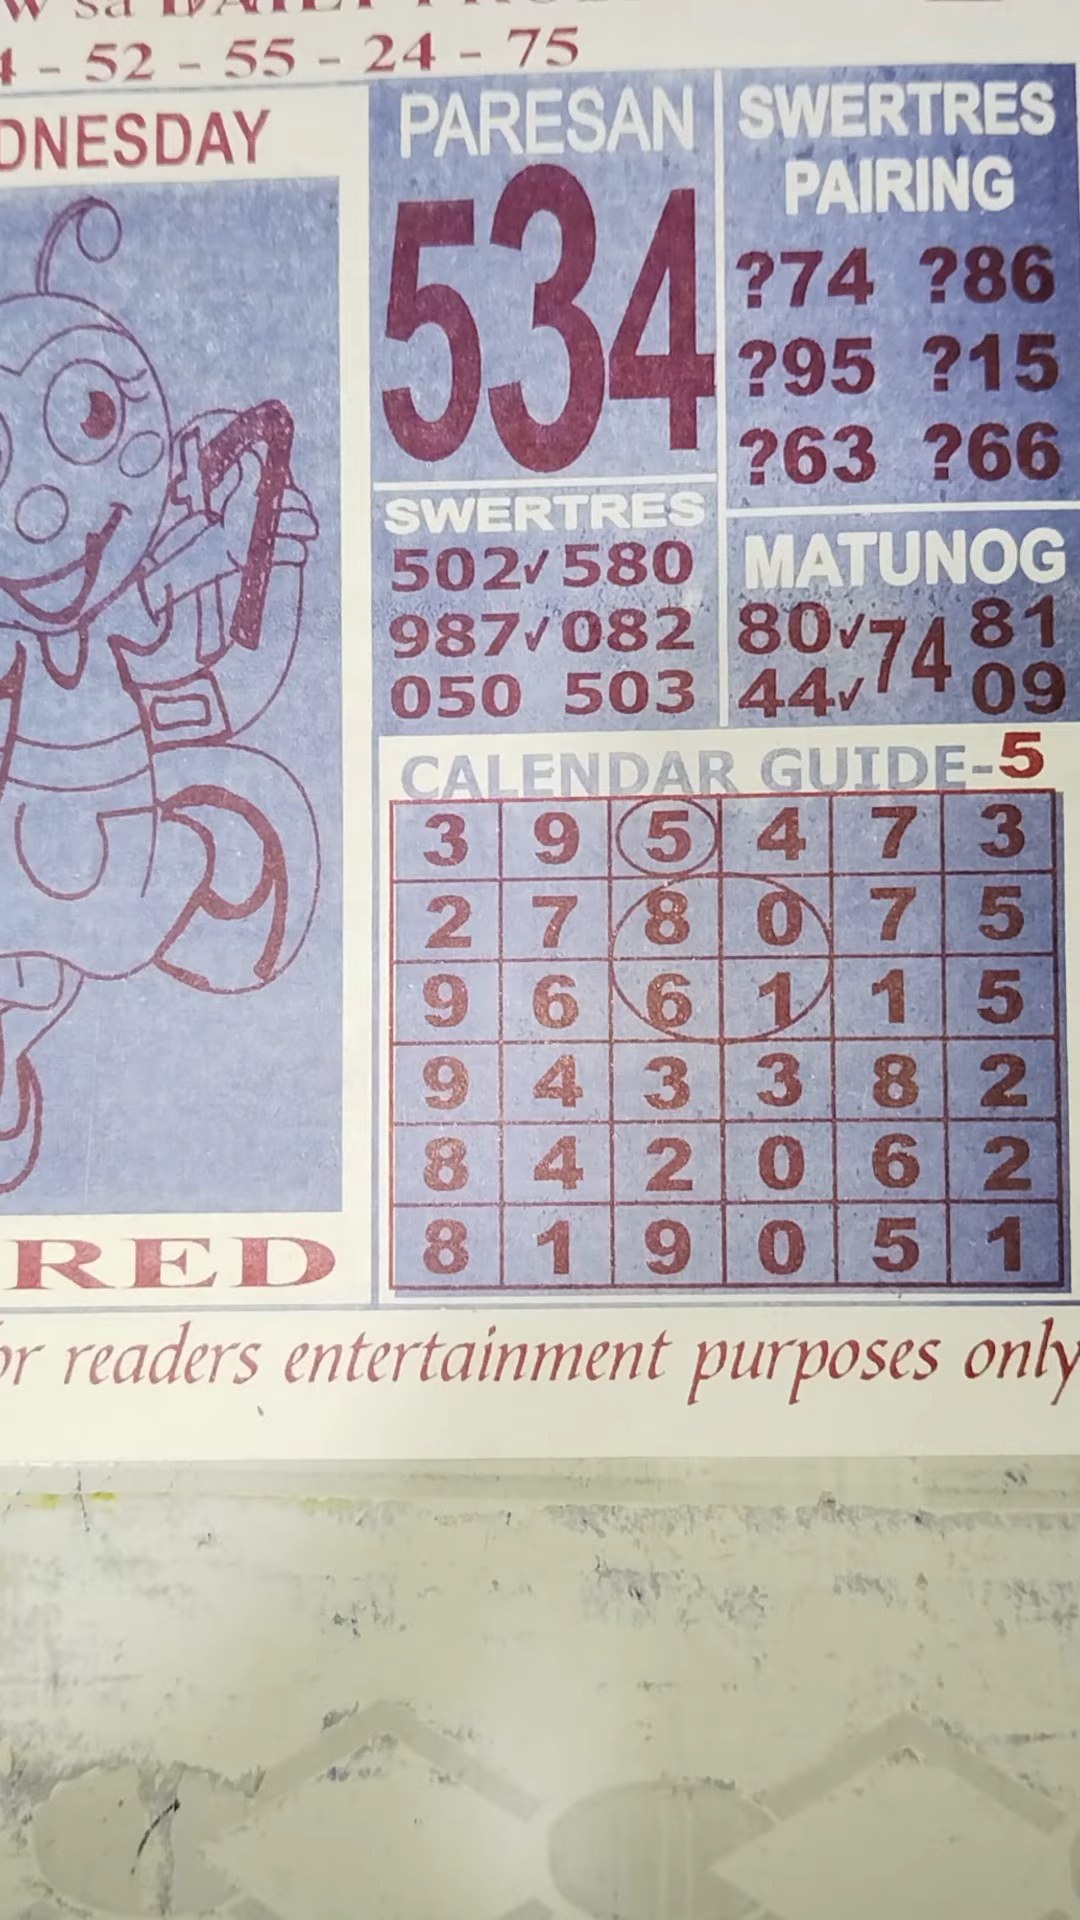 sa DAILY
- 52 - 55 - 24 - 75
DNESDAY
PARESAN
534
SWERTRES
PAIRING
?74 ?86
?95 ?15
?63 ?66
SWERTRES
502✓ 580
987✓ 082
050 503
MATUNOG
80✓ 74 81
44✓ 09
CALENDAR GUIDE-5
3 9 5 4 7 3
2 7 8 0 7 5
9 6 6 1 1 5
9 4 3 3 8 2
8 4 2 0 6 2
8 1 9 0 5 1
RED
or readers entertainment purposes only